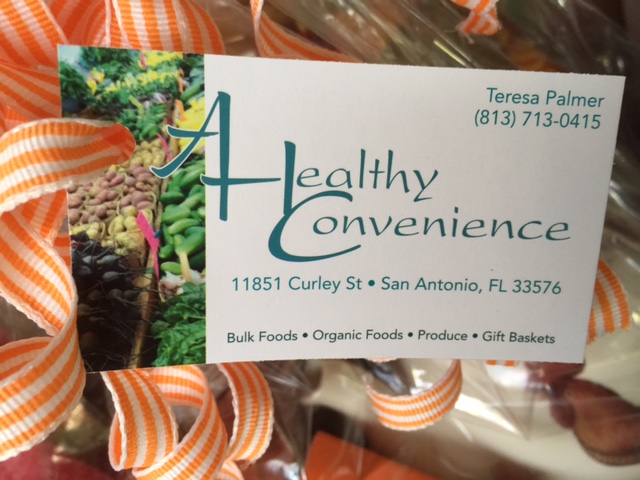 Teresa Palmer
(813) 713-0415
A Healthy
Convenience
11851 Curley St • San Antonio, FL 33576
Bulk Foods • Organic Foods • Produce • Gift Baskets